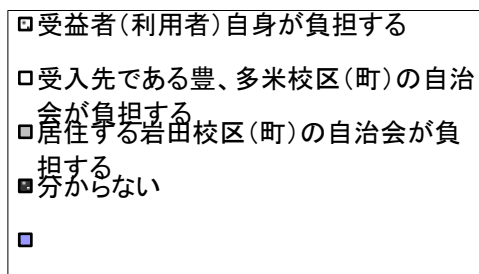 受益者（利用者）自身が負担する
受入先である豊、多米校区（町）の自治
会が負担する
居住する岩田校区（町）の自治会が負
担する
分からない